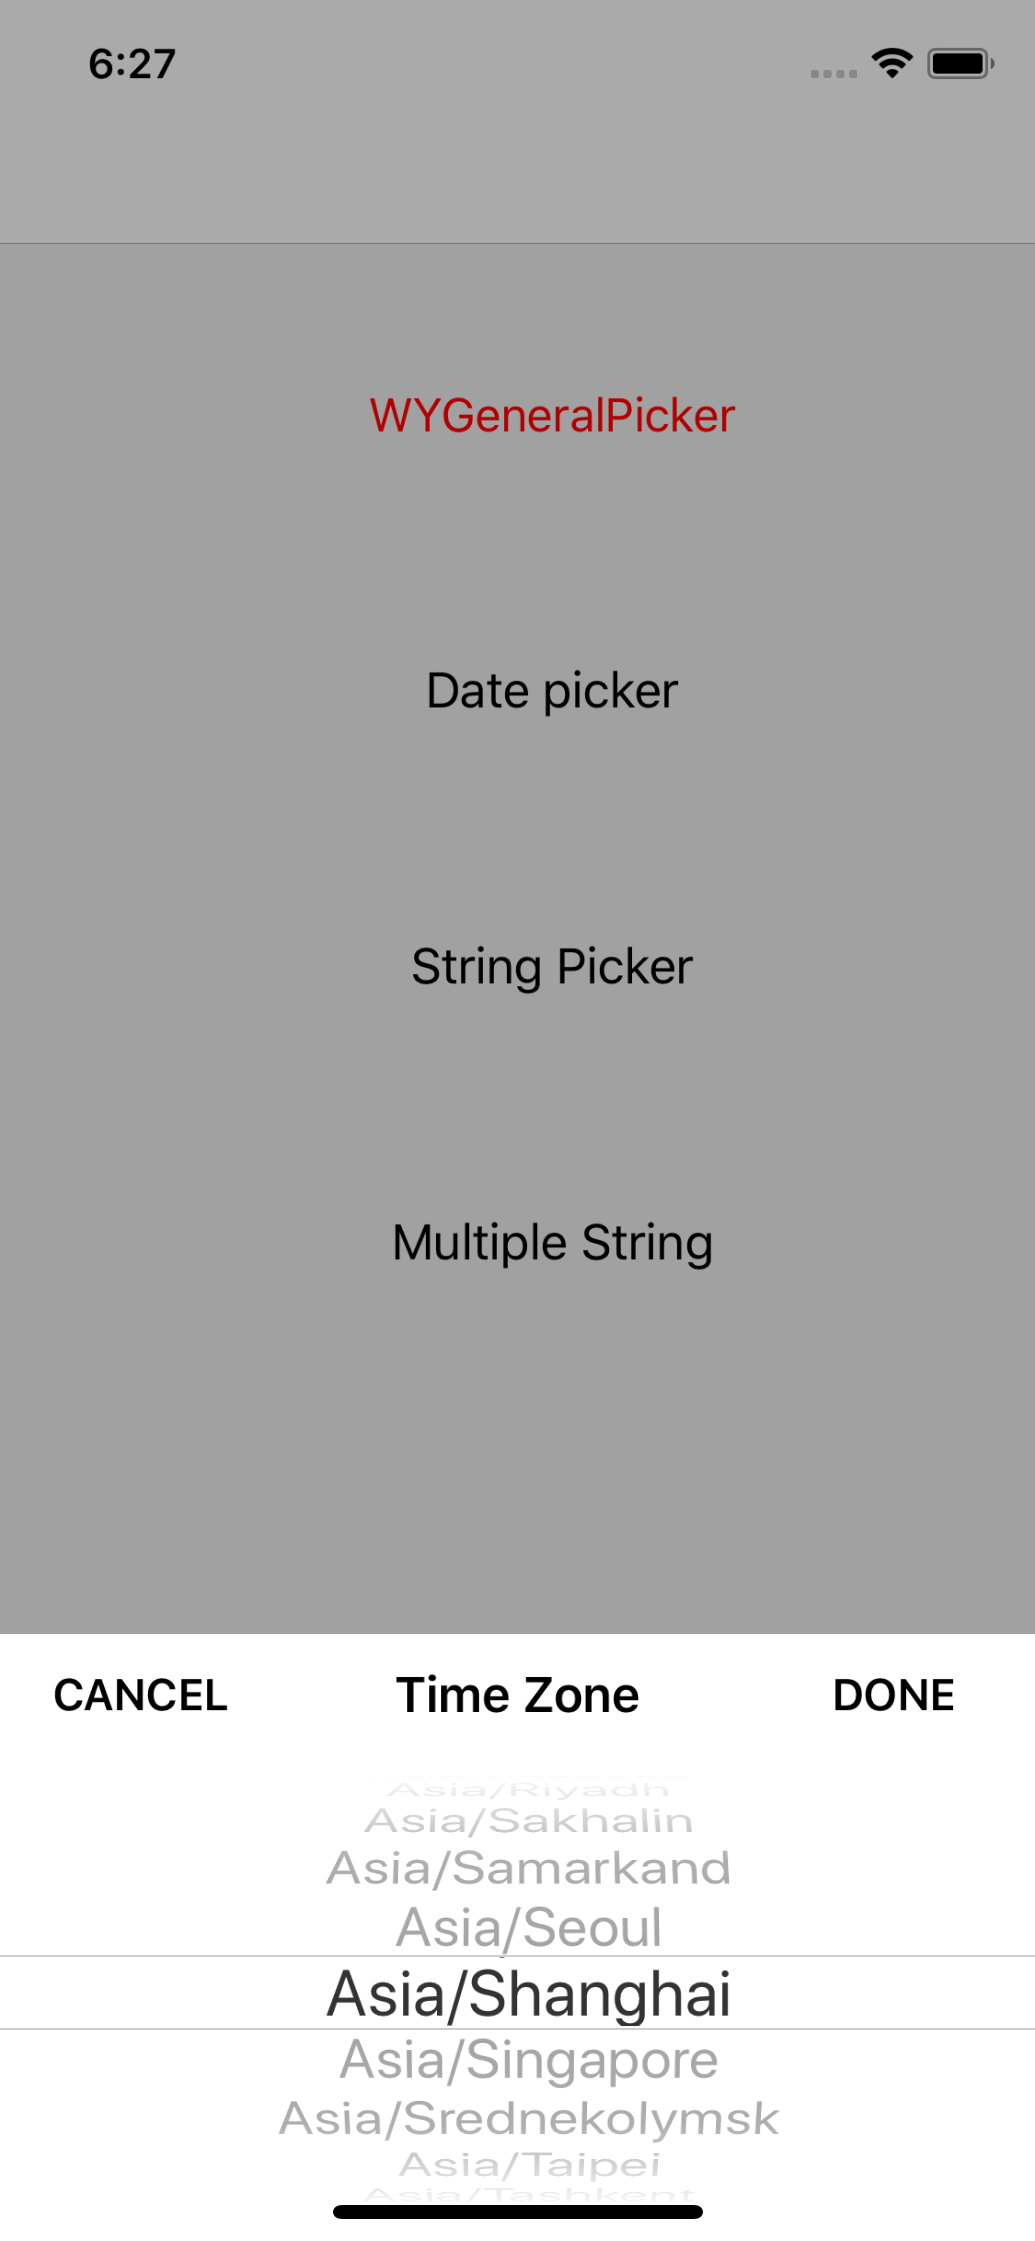 6:27
WYGeneralPicker
Date picker
String Picker
Multiple String
CANCEL
Time Zone
DONE
Asia/Riyadh
Asia/Sakhalin
Asia/Samarkand
Asia/Seoul
Asia/Shanghai
Asia/Singapore
Asia/Srednekolymsk
Asia/Taipei
Asia/Tashkent